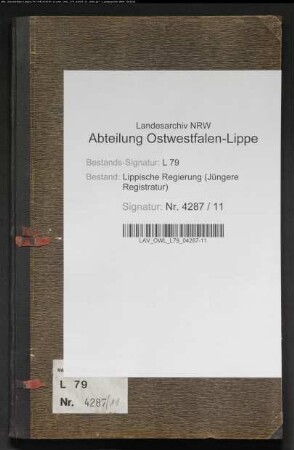 Landesarchiv NRW
Abteilung Ostwestfalen-Lippe
Bestands-Signatur: L 79
Bestand: Lippische Regierung (Jüngere
Registratur)
Signatur: Nr. 4287 / 11
LAV_OWL_L79_04287-11
L 79
Nr. 4287/11